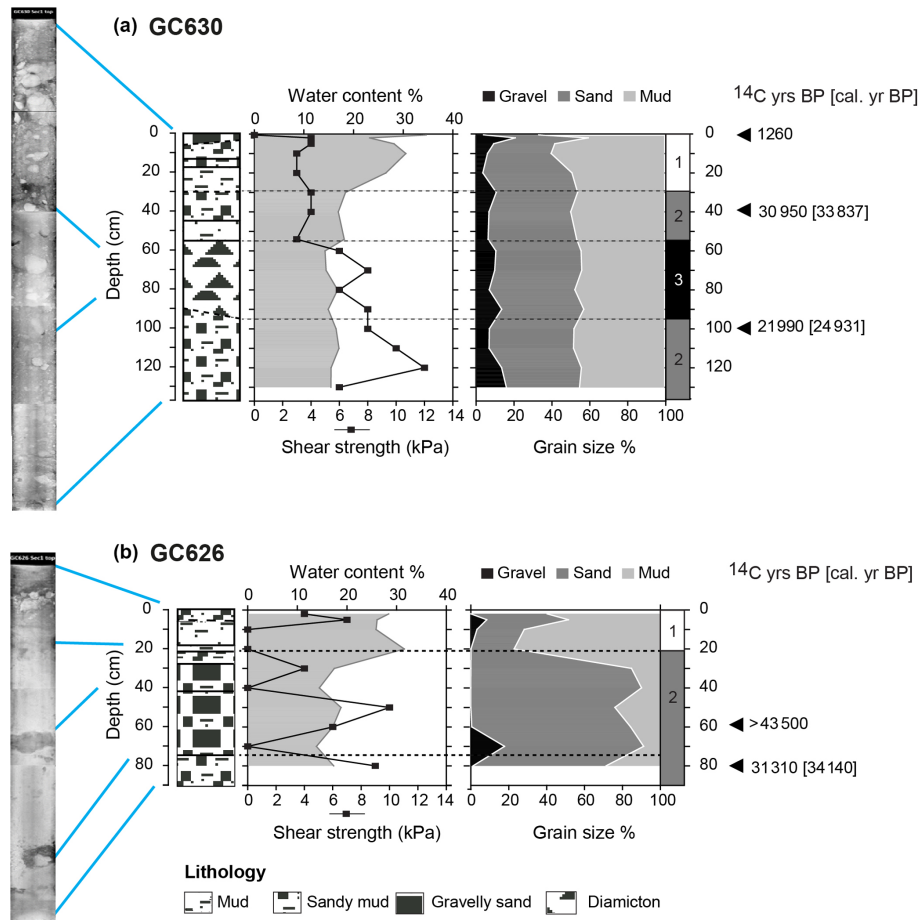 GC630 Sec1 top
(a) GC630
Water content %
0 10 20 30 40
Gravel Sand Mud
14C yrs BP [cal. yr BP]
Depth (cm)
0
20
40
60
80
100
120
0 2 4 6 8 10 12 14
Shear strength (kPa)
0 20 40 60 80 100
Grain size %
1
2
3
2
0
20
40
60
80
100
120
1260
30 950 [33 837]
21 990 [24 931]
GC626 Sec1 top
(b) GC626
Water content %
0 10 20 30 40
Gravel Sand Mud
14C yrs BP [cal. yr BP]
Depth (cm)
0
20
40
60
80
0 2 4 6 8 10 12 14
Shear strength (kPa)
0 20 40 60 80 100
Grain size %
1
2
0
20
40
60
80
>43 500
31 310 [34 140]
Lithology
Mud Sandy mud Gravelly sand Diamicton